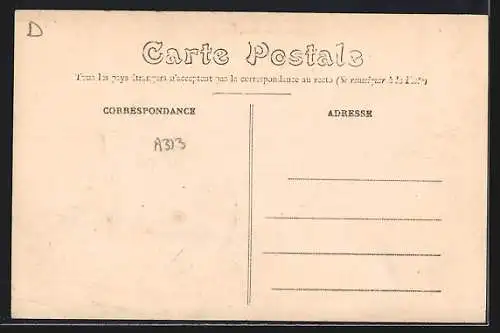 D
Carte Postale
Tous les pays étrangers n'acceptent pas la correspondance au recto (Se renseigner à la Poste)
CORRESPONDANCE
ADRESSE
A313